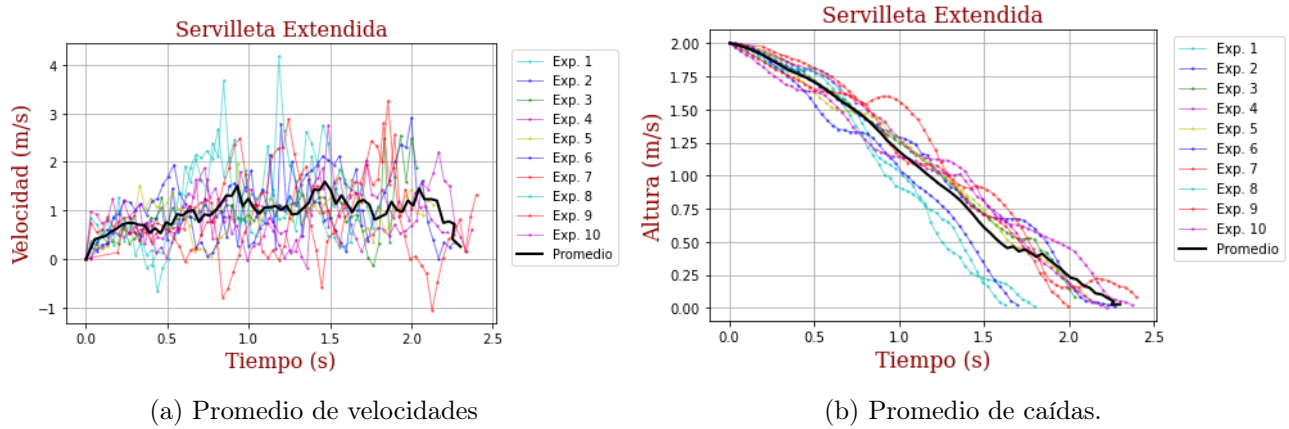 Servilleta Extendida
Velocidad (m/s)
4
3
2
1
0
−1
0.0 0.5 1.0 1.5 2.0 2.5
Tiempo (s)
Exp. 1
Exp. 2
Exp. 3
Exp. 4
Exp. 5
Exp. 6
Exp. 7
Exp. 8
Exp. 9
Exp. 10
Promedio
(a) Promedio de velocidades
Servilleta Extendida
Altura (m/s)
2.00
1.75
1.50
1.25
1.00
0.75
0.50
0.25
0.00
0.0 0.5 1.0 1.5 2.0 2.5
Tiempo (s)
Exp. 1
Exp. 2
Exp. 3
Exp. 4
Exp. 5
Exp. 6
Exp. 7
Exp. 8
Exp. 9
Exp. 10
Promedio
(b) Promedio de caídas.